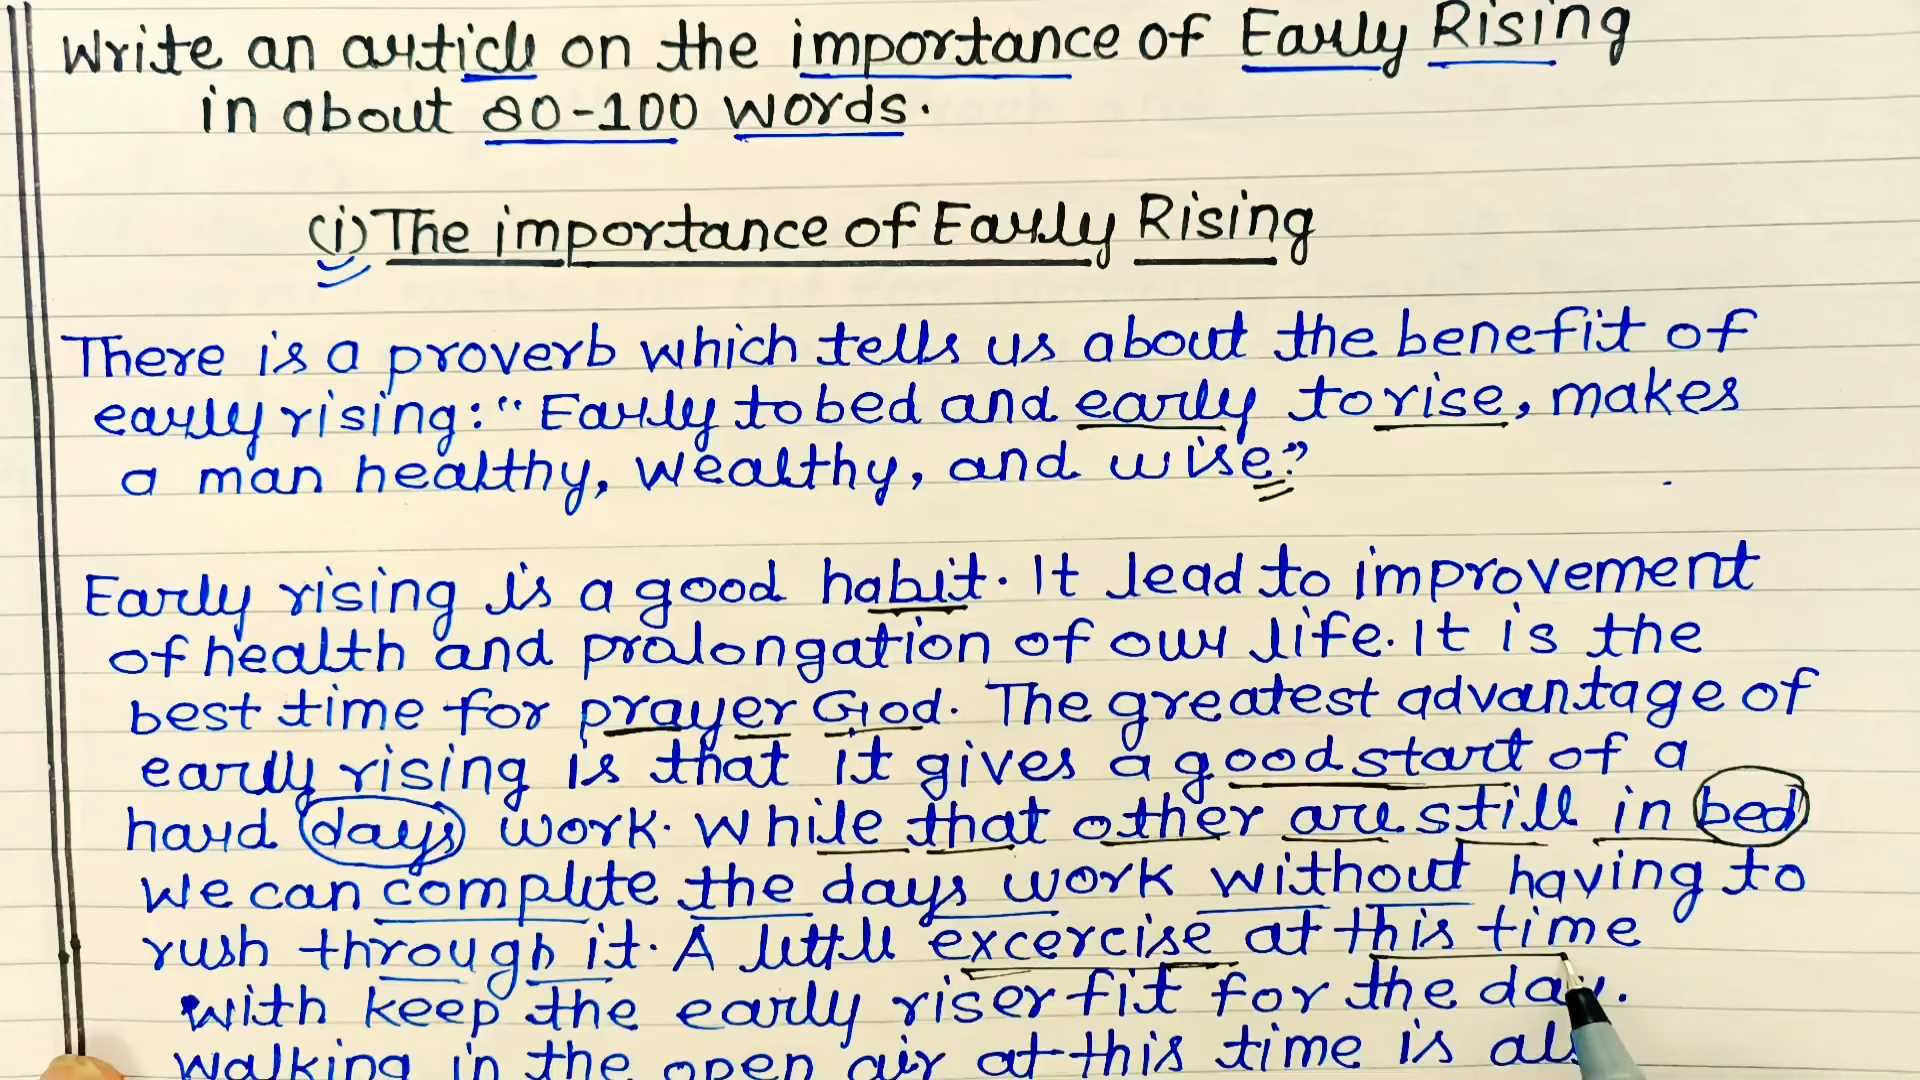 Write an article on the importance of Early Rising
in about 80-100 words.
(i) The importance of Early Rising
There is a proverb which tells us about the benefit of
early rising: "Early to bed and early to rise, makes
a man healthy, wealthy, and wise."
Early rising is a good habit. It lead to improvement
of health and prolongation of our life. It is the
best time for prayer God. The greatest advantage of
early rising is that it gives a good start of a
hard days work. While that other are still in bed
we can complete the days work without having to
rush through it. A little excercise at this time
with keep the early riser fit for the day.
walking in the open air at this time is